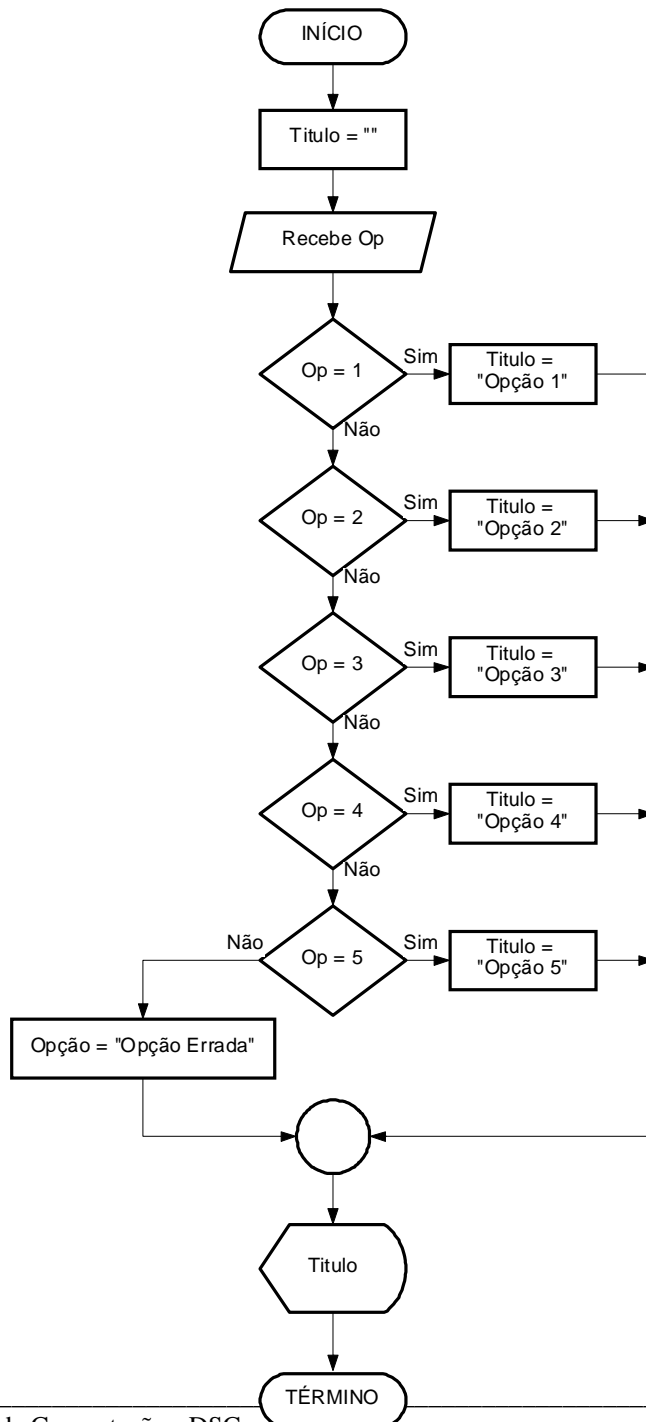 INÍCIO
Titulo = ""
Recebe Op
Op = 1
Sim
Titulo =
"Opção 1"
Não
Op = 2
Sim
Titulo =
"Opção 2"
Não
Op = 3
Sim
Titulo =
"Opção 3"
Não
Op = 4
Sim
Titulo =
"Opção 4"
Não
Não
Op = 5
Sim
Titulo =
"Opção 5"
Opção = "Opção Errada"
Titulo
TÉRMINO